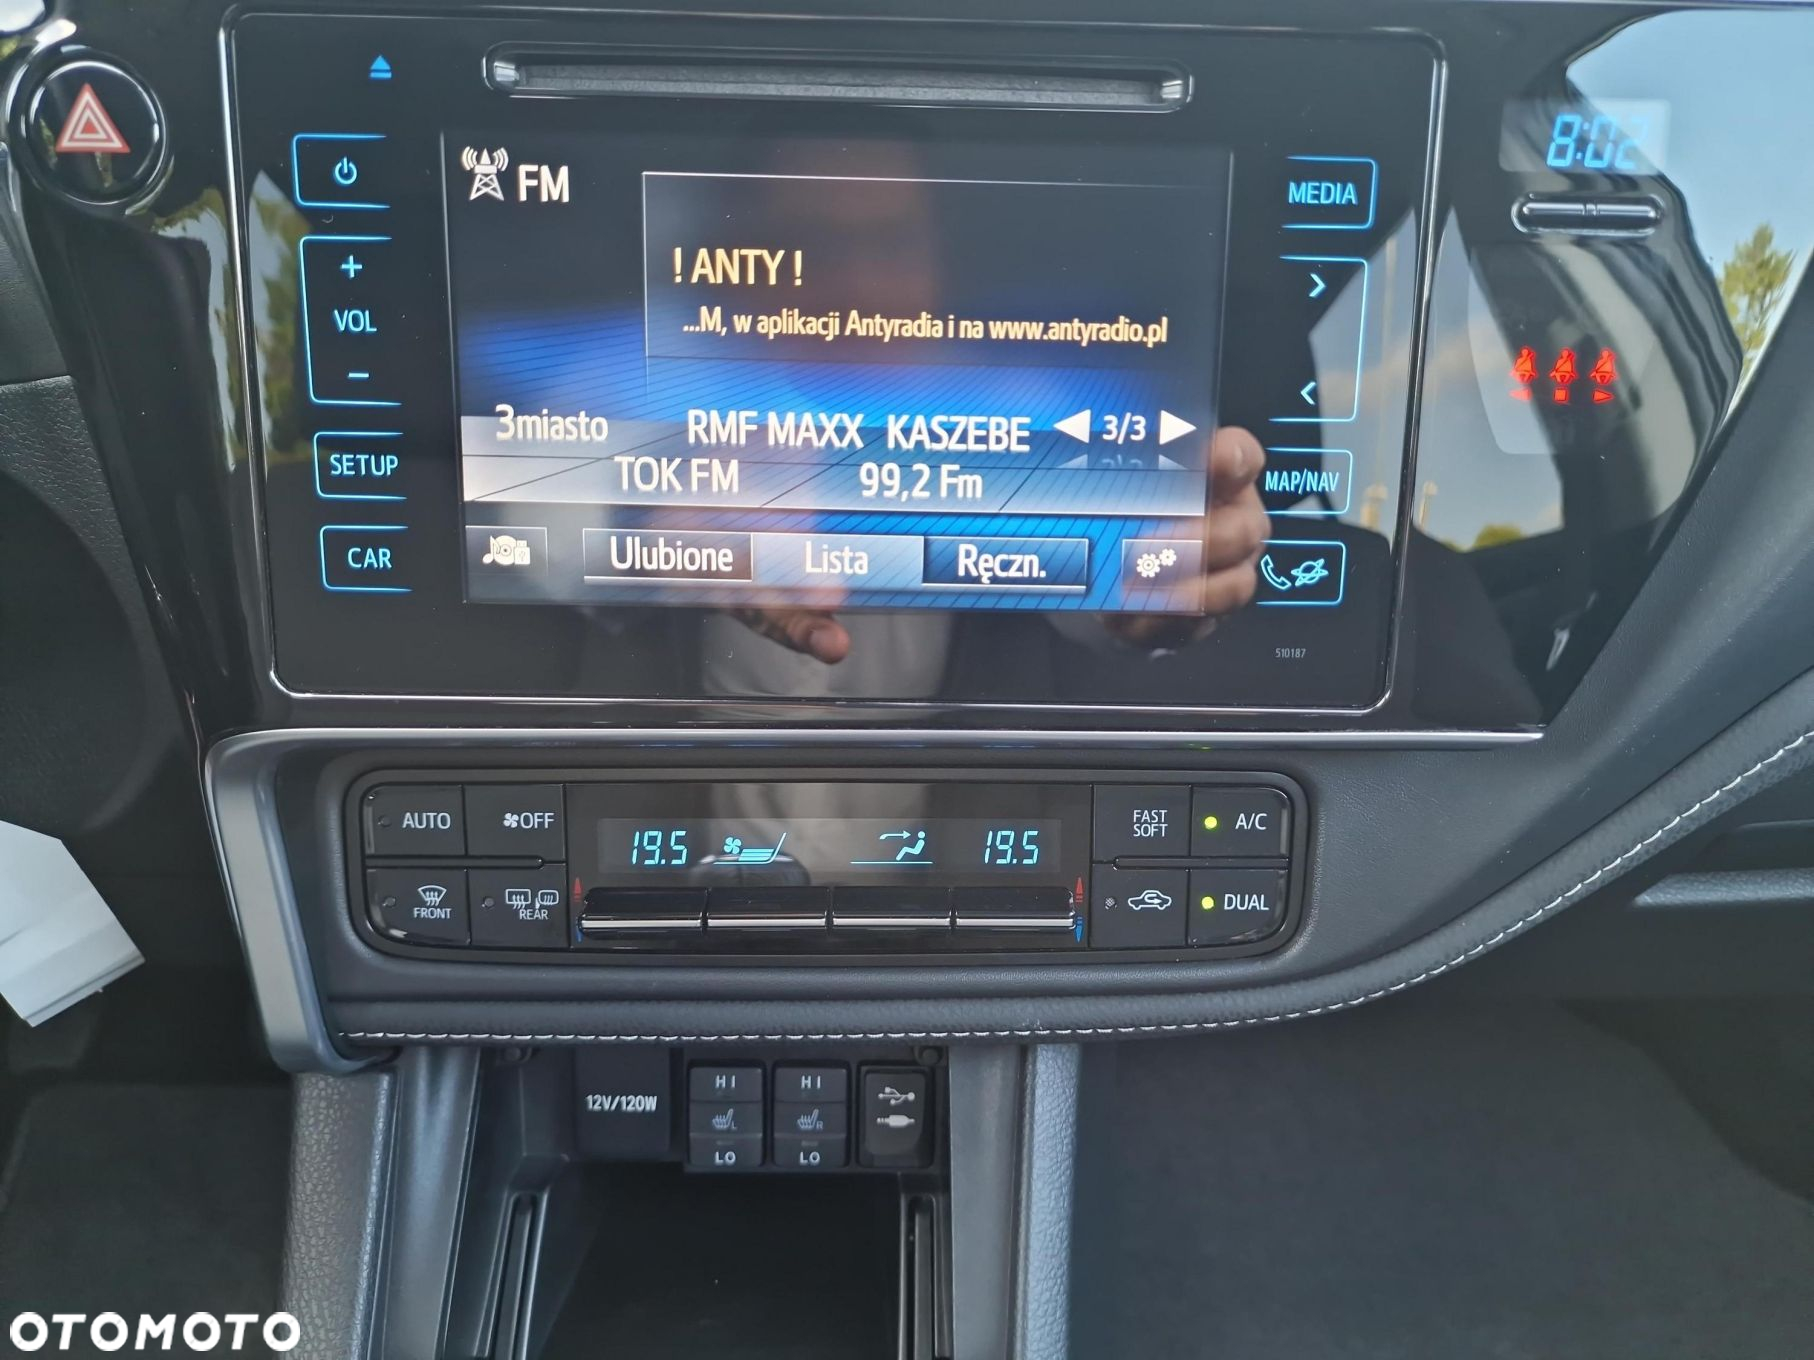 FM
8:02
MEDIA
! ANTY !
+
VOL
-
...M, w aplikacji Antyradia i na www.antyradio.pl
3miasto RMF MAXX KASZEBE 3/3
SETUP
TOK FM 99,2 Fm
MAP/NAV
CAR
Ulubione Lista Ręczn.
510187
AUTO OFF 19.5 19.5 FAST SOFT A/C
FRONT REAR DUAL
12V/120W HI HI
L R
LO LO
OTOMOTO